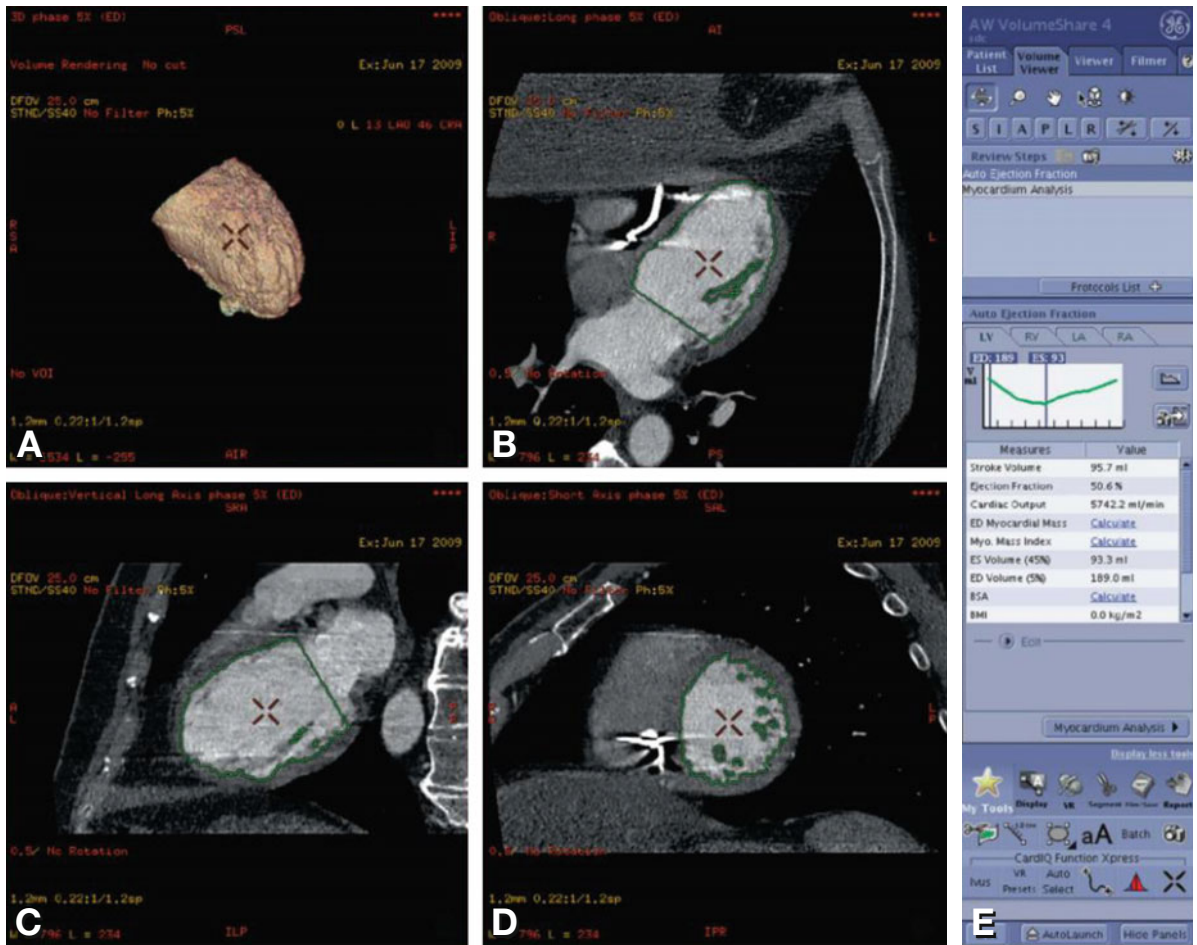 3D phase 5% (ED)
****
PSL
Volume Rendering No cut
Ex:Jun 17 2009
DFOV 25.0 cm
STND/SS40 No Filter Ph:5%
0 L 13 LAO 46 CRA
No VOI
1.2mm 0.22:1/1.2sp
AIR
A
Oblique:Long phase 5% (ED)
****
AI
Ex:Jun 17 2009
DFOV 25.0 cm
STND/SS40 No Filter Ph:5%
R
L
0.5/ No Rotation
1.2mm 0.22:1/1.2sp
PS
B
Oblique:Vertical Long Axis phase 5% (ED)
****
SRA
Ex:Jun 17 2009
DFOV 25.0 cm
STND/SS40 No Filter Ph:5%
0.5/ No Rotation
1.2mm 0.22:1/1.2sp
L = 234
ILP
C
Oblique:Short Axis phase 5% (ED)
****
SAL
Ex:Jun 17 2009
DFOV 25.0 cm
STND/SS40 No Filter Ph:5%
0.5/ No Rotation
1.2mm 0.22:1/1.2sp
L = 234
IPR
D
AW VolumeShare 4
Patient List
Volume Viewer
Viewer
Filmer
S I A P L R
Review Steps
Auto Ejection Fraction
Myocardium Analysis
Protocols List
Auto Ejection Fraction
LV RV LA RA
ED: 189 ES: 93
V
ml
Measures Value
Stroke Volume 95.7 ml
Ejection Fraction 50.6 %
Cardiac Output 5742.2 ml/min
ED Myocardial Mass Calculate
Myo. Mass Index Calculate
ES Volume (45%) 93.3 ml
ED Volume (5%) 189.0 ml
BSA Calculate
BMI 0.0 kg/m2
Edit
Myocardium Analysis
Display less tools
My Tools Display VR Segment Report
aA Batch
CardIQ Function Xpress
Ivus VR Presets Auto Select
E
AutoLaunch Hide Panels